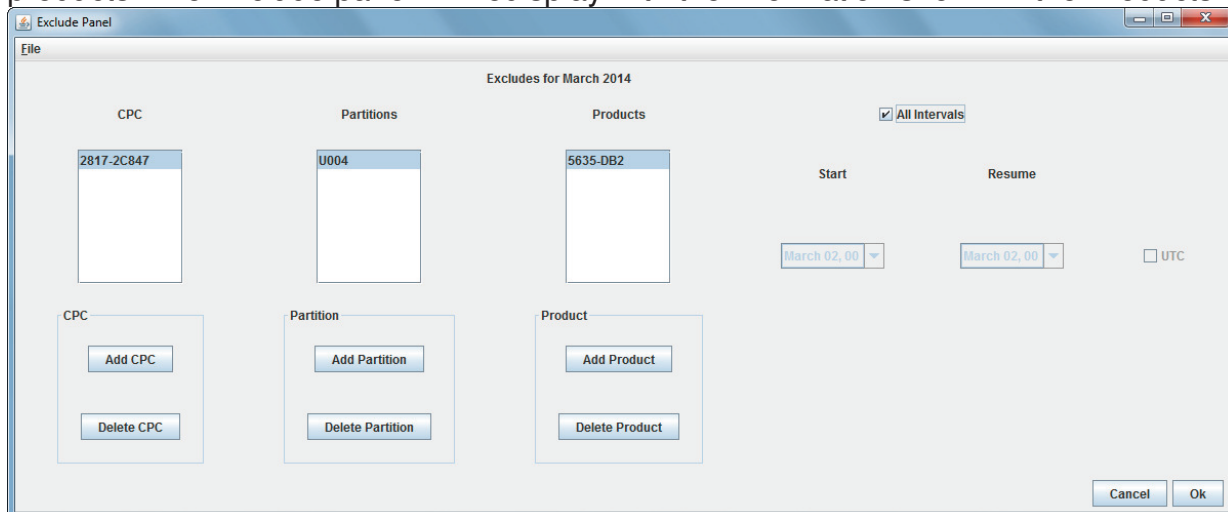 Exclude Panel
File
Excludes for March 2014
CPC Partitions Products All Intervals
2817-2C847 U004 5635-DB2
Start Resume
March 02, 00 March 02, 00 UTC
CPC Partition Product
Add CPC Add Partition Add Product
Delete CPC Delete Partition Delete Product
Cancel Ok